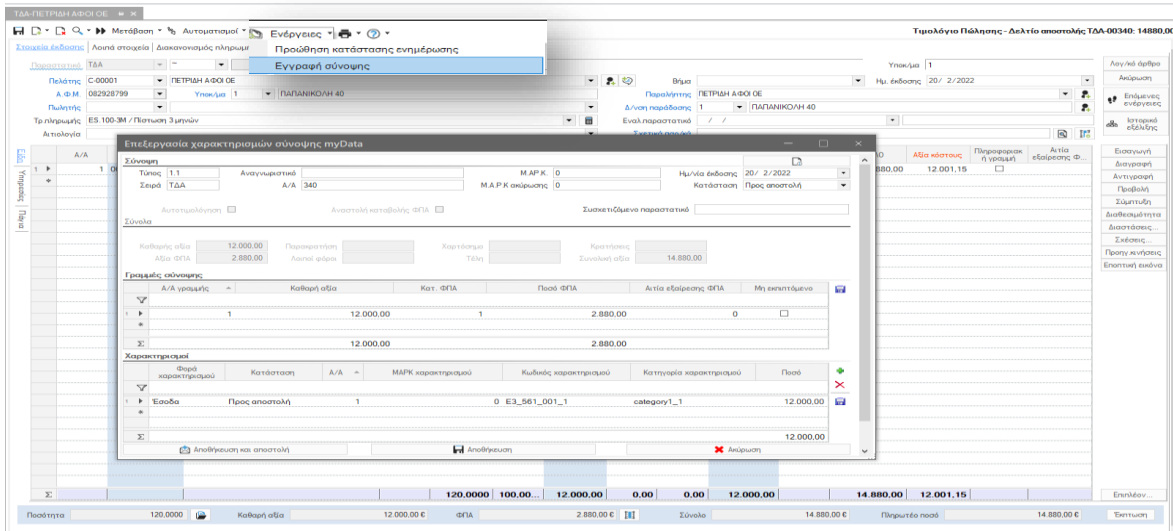 ΤΔΑ-ΠΕΤΡΙΔΗ ΑΦΟΙ ΟΕ
Μετάβαση
Αυτοματισμοί
Ενέργειες
Προώθηση κατάστασης ενημέρωσης
Εγγραφή σύνοψης
Τιμολόγιο Πώλησης - Δελτίο αποστολής ΤΔΑ-00340: 14880,00
Στοιχεία έκδοσης | Λοιπά στοιχεία | Διακανονισμός πληρωμ
Παραστατικό ΤΔΑ
Υποκ/μα 1
Λογ/κό άρθρο
Πελάτης C-00001 ΠΕΤΡΙΔΗ ΑΦΟΙ ΟΕ
Βήμα
Ημ. έκδοσης 20/ 2/2022
Ακύρωση
Α.Φ.Μ. 082928799 Υποκ/μα 1 ΠΑΠΑΝΙΚΟΛΗ 40
Παραλήπτης ΠΕΤΡΙΔΗ ΑΦΟΙ ΟΕ
Επόμενες ενέργειες
Πωλητής
Δ/νση παράδοσης 1 ΠΑΠΑΝΙΚΟΛΗ 40
Τρ.πληρωμής ES.100-3M / Πίστωση 3 μηνών
Εναλ.παραστατικό / /
Ιστορικό εξέλιξης
Αιτιολογία
Είδη
Υπηρεσίες
Πάγια
Α/Α
Αξία κόστους
Πληροφοριακ ή γραμμή
Αιτία εξαίρεσης Φ...
1
880,00 12.001,15
Εισαγωγή
Διαγραφή
Αντιγραφή
Προβολή
Σύμπτυξη
Διαθεσιμότητα
Διαστάσεις...
Σχέσεις...
Προηγ.κινήσεις
Εποπτική εικόνα
Επεξεργασία χαρακτηρισμών σύνοψης myData
Σύνοψη
Τύπος 1.1 Αναγνωριστικό Μ.ΑΡ.Κ. 0 Ημ/νία έκδοσης 20/ 2/2022
Σειρά ΤΔΑ Α/Α 340 Μ.Α.Ρ.Κ ακύρωσης 0 Κατάσταση Προς αποστολή
Αυτοτιμολόγηση Αναστολή καταβολής ΦΠΑ Συσχετιζόμενο παραστατικό
Σύνολα
Καθαρής αξία 12.000,00 Παρακρατήση Χαρτόσημο Κρατήσεις
Αξία ΦΠΑ 2.880,00 Λοιποί φόροι Τέλη Συνολική αξία 14.880,00
Γραμμές σύνοψης
Α/Α γραμμής Καθαρή αξία Κατ. ΦΠΑ Ποσό ΦΠΑ Αιτία εξαίρεσης ΦΠΑ Μη εκπιπτόμενο
1 12.000,00 1 2.880,00 0
Σ 12.000,00 2.880,00
Χαρακτηρισμοί
Φορά χαρακτηρισμού Κατάσταση Α/Α ΜΑΡΚ χαρακτηρισμού Κωδικός χαρακτηρισμού Κατηγορία χαρακτηρισμού Ποσό
Έσοδα Προς αποστολή 1 0 E3_561_001_1 category1_1 12.000,00
Σ 12.000,00
Αποθήκευση και αποστολή Αποθήκευση Ακύρωση
Σ 120,0000 100,00... 12.000,00 0,00 0,00 12.000,00 14.880,00 12.001,15
Επιπλέον...
Ποσότητα 120,0000 Καθαρή αξία 12.000,00 € ΦΠΑ 2.880,00 € Σύνολο 14.880,00 € Πληρωτέο ποσό 14.880,00 € Έκπτωση